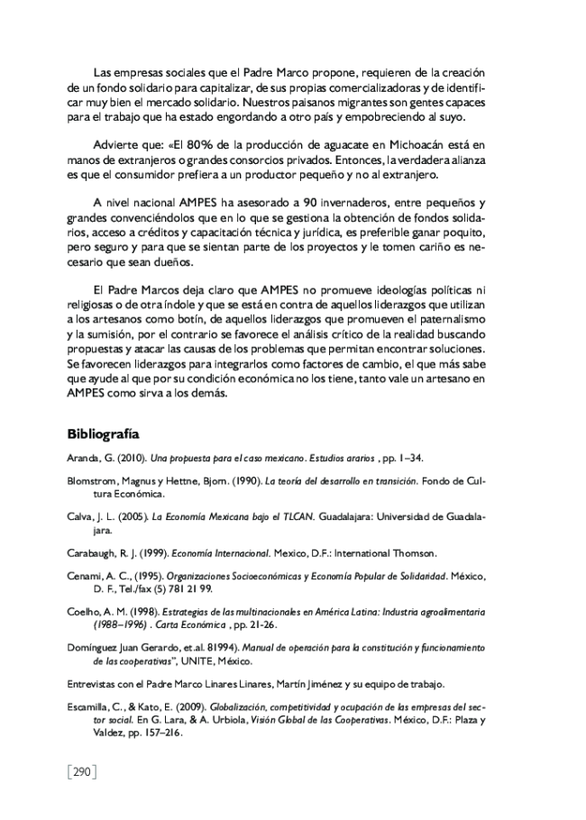 Las empresas sociales que el Padre Marco propone, requieren de la creación
de un fondo solidario para capitalizar, de sus propias comercializadoras y de identifi-
car muy bien el mercado solidario. Nuestros paisanos migrantes son gentes capaces
para el trabajo que ha estado engordando a otro país y empobreciendo al suyo.
Advierte que: «El 80% de la producción de aguacate en Michoacán está en
manos de extranjeros o grandes consorcios privados. Entonces, la verdadera alianza
es que el consumidor prefiera a un productor pequeño y no al extranjero.
A nivel nacional AMPES ha asesorado a 90 invernaderos, entre pequeños y
grandes convenciéndolos que en lo que se gestiona la obtención de fondos solida-
rios, acceso a créditos y capacitación técnica y jurídica, es preferible ganar poquito,
pero seguro y para que se sientan parte de los proyectos y le tomen cariño es ne-
cesario que sean dueños.
El Padre Marcos deja claro que AMPES no promueve ideologías políticas ni
religiosas o de otra índole y que se está en contra de aquellos liderazgos que utilizan
a los artesanos como botín, de aquellos liderazgos que promueven el paternalismo
y la sumisión, por el contrario se favorece el análisis crítico de la realidad buscando
propuestas y atacar las causas de los problemas que permitan encontrar soluciones.
Se favorecen liderazgos para integrarlos como factores de cambio, el que más sabe
que ayude al que por su condición económica no los tiene, tanto vale un artesano en
AMPES como sirva a los demás.
Bibliografía
Aranda, G. (2010). Una propuesta para el caso mexicano. Estudios ararios , pp. 1–34.
Blomstrom, Magnus y Hettne, Bjorn. (1990). La teoría del desarrollo en transición. Fondo de Cul-
tura Económica.
Calva, J. L. (2005). La Economía Mexicana bajo el TLCAN. Guadalajara: Universidad de Guadala-
jara.
Carabaugh, R. J. (1999). Economía Internacional. Mexico, D.F.: International Thomson.
Cenami, A. C., (1995). Organizaciones Socioeconómicas y Economía Popular de Solidaridad. México,
D. F., Tel./fax (5) 781 21 99.
Coelho, A. M. (1998). Estrategias de las multinacionales en América Latina: Industria agroalimentaria
(1988–1996) . Carta Económica , pp. 21-26.
Domínguez Juan Gerardo, et.al. 81994). Manual de operación para la constitución y funcionamiento
de las cooperativas”, UNITE, México.
Entrevistas con el Padre Marco Linares Linares, Martín Jiménez y su equipo de trabajo.
Escamilla, C., & Kato, E. (2009). Globalización, competitividad y ocupación de las empresas del sec-
tor social. En G. Lara, & A. Urbiola, Visión Global de las Cooperativas. México, D.F.: Plaza y
Valdez, pp. 157–216.
[290]